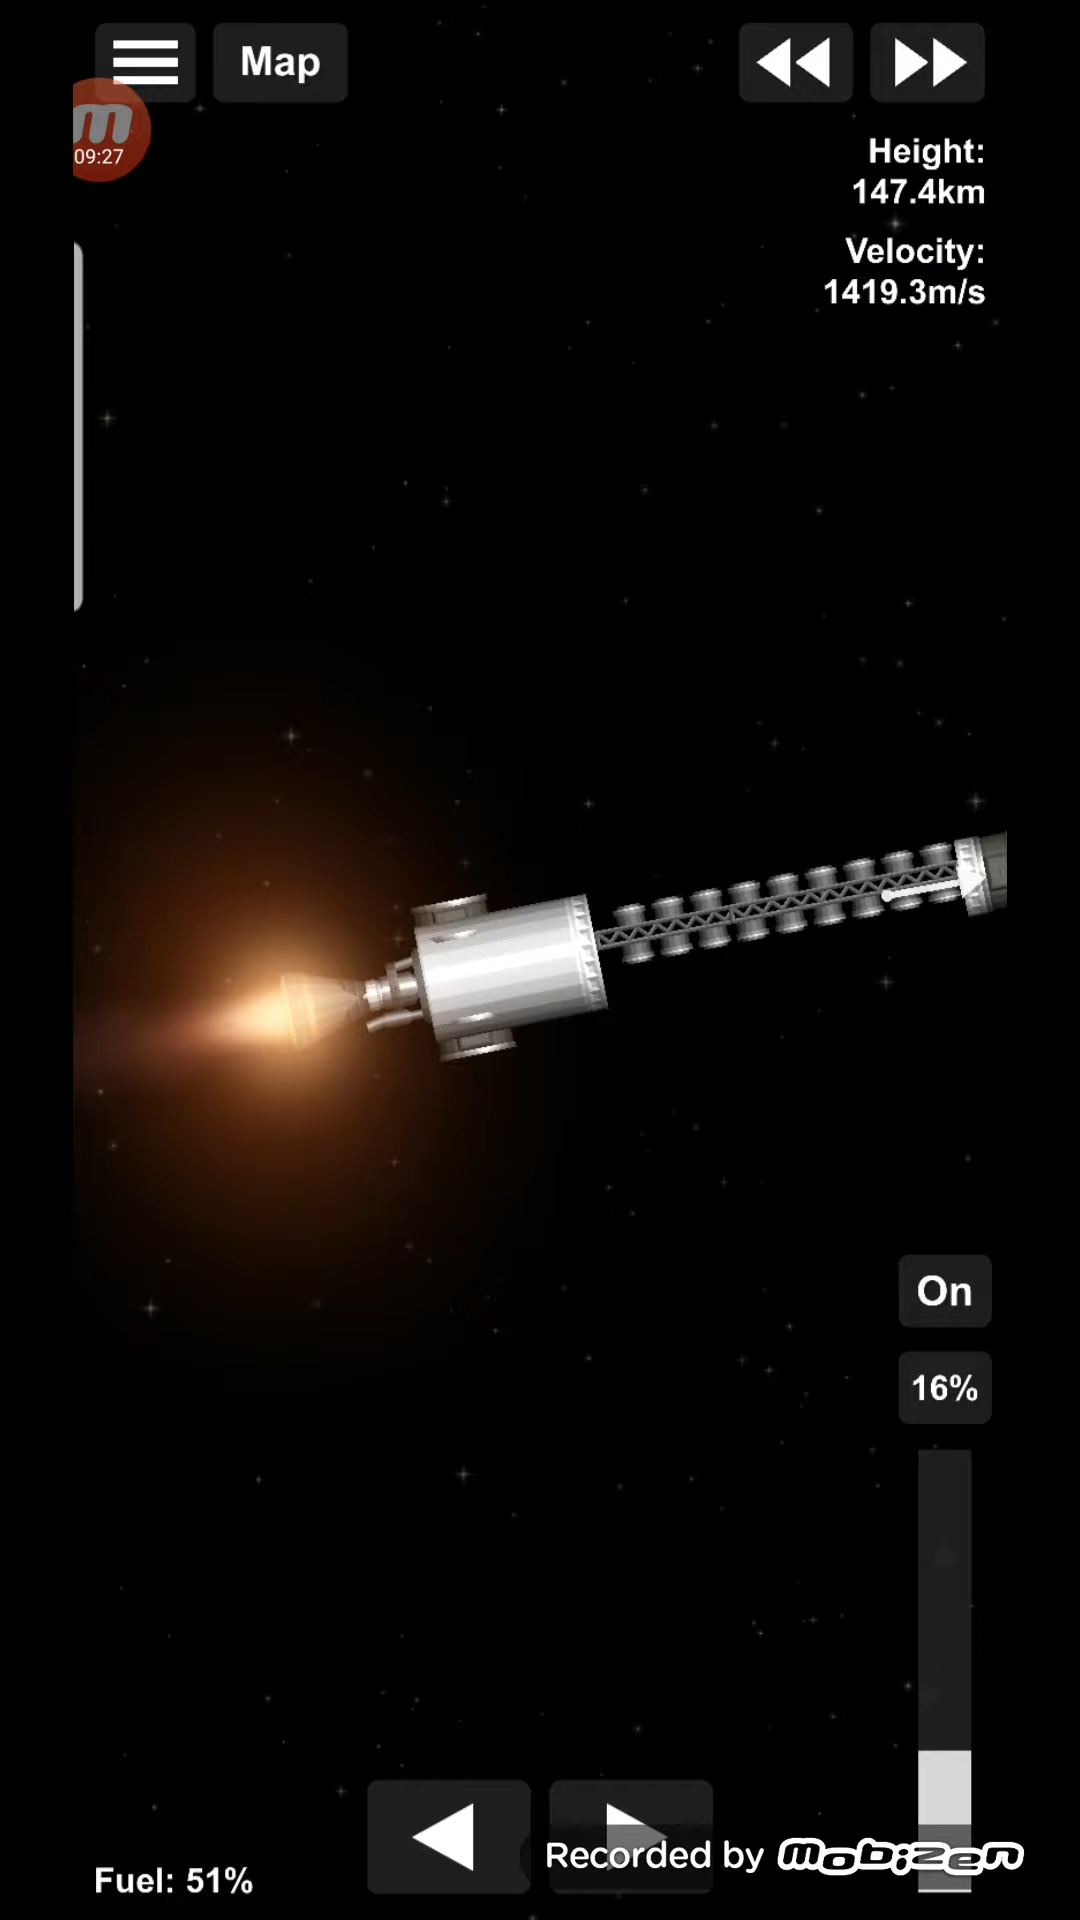 Map
m
09:27
Height:
147.4km
Velocity:
1419.3m/s
On
16%
Recorded by mobizen
Fuel: 51%